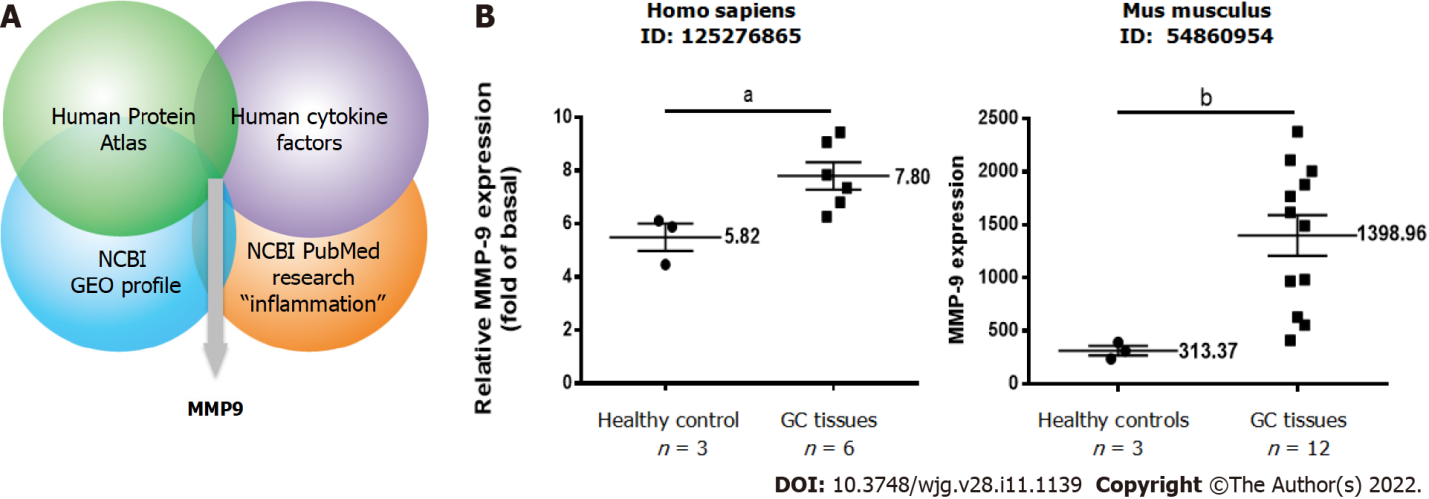 A
Human Protein
Atlas
Human cytokine
factors
NCBI
GEO profile
NCBI PubMed
research
“inflammation”
MMP9
B
Homo sapiens
ID: 125276865
Relative MMP-9 expression
(fold of basal)
10
8
6
4
2
0
a
5.82
7.80
Healthy control
n = 3
GC tissues
n = 6
Mus musculus
ID: 54860954
MMP-9 expression
2500
2000
1500
1000
500
0
b
313.37
1398.96
Healthy controls
n = 3
GC tissues
n = 12
DOI: 10.3748/wjg.v28.i11.1139 Copyright ©The Author(s) 2022.